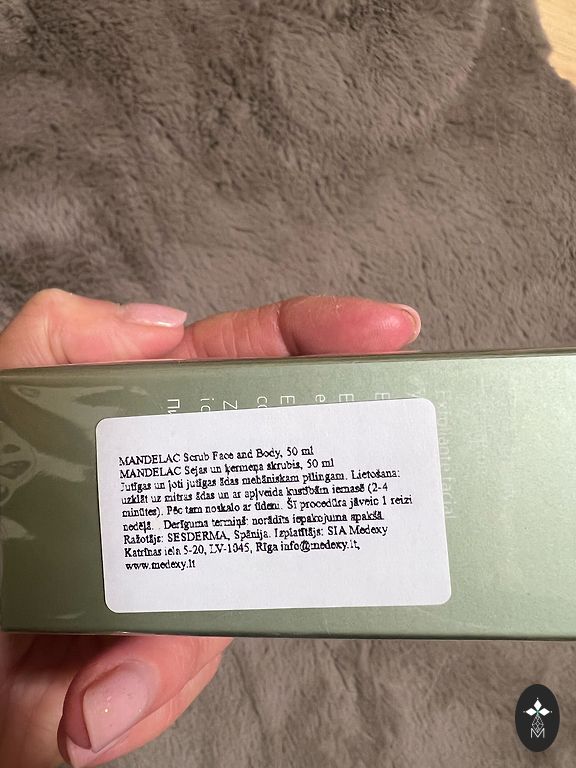 MANDELAC Scrub Face and Body, 50 ml
MANDELAC Sejas un ķermeņa skrubis, 50 ml
Jutīgas un ļoti jutīgas ādas mehāniskam pīlingam. Lietošana:
uzklāt uz mitras ādas un ar apļveida kustībām iemasē (2-4
minūtes). Pēc tam noskalo ar ūdeni. Šī procedūra jāveic 1 reizi
nedēļā. Derīguma termiņš: norādīts iepakojuma apakšā.
Ražotājs: SESDERMA, Spānija. Izplatītājs: SIA Medexy
Katrīnas iela 5-20, LV-1045, Rīga info@medexy.lt,
www.medexy.lt
M